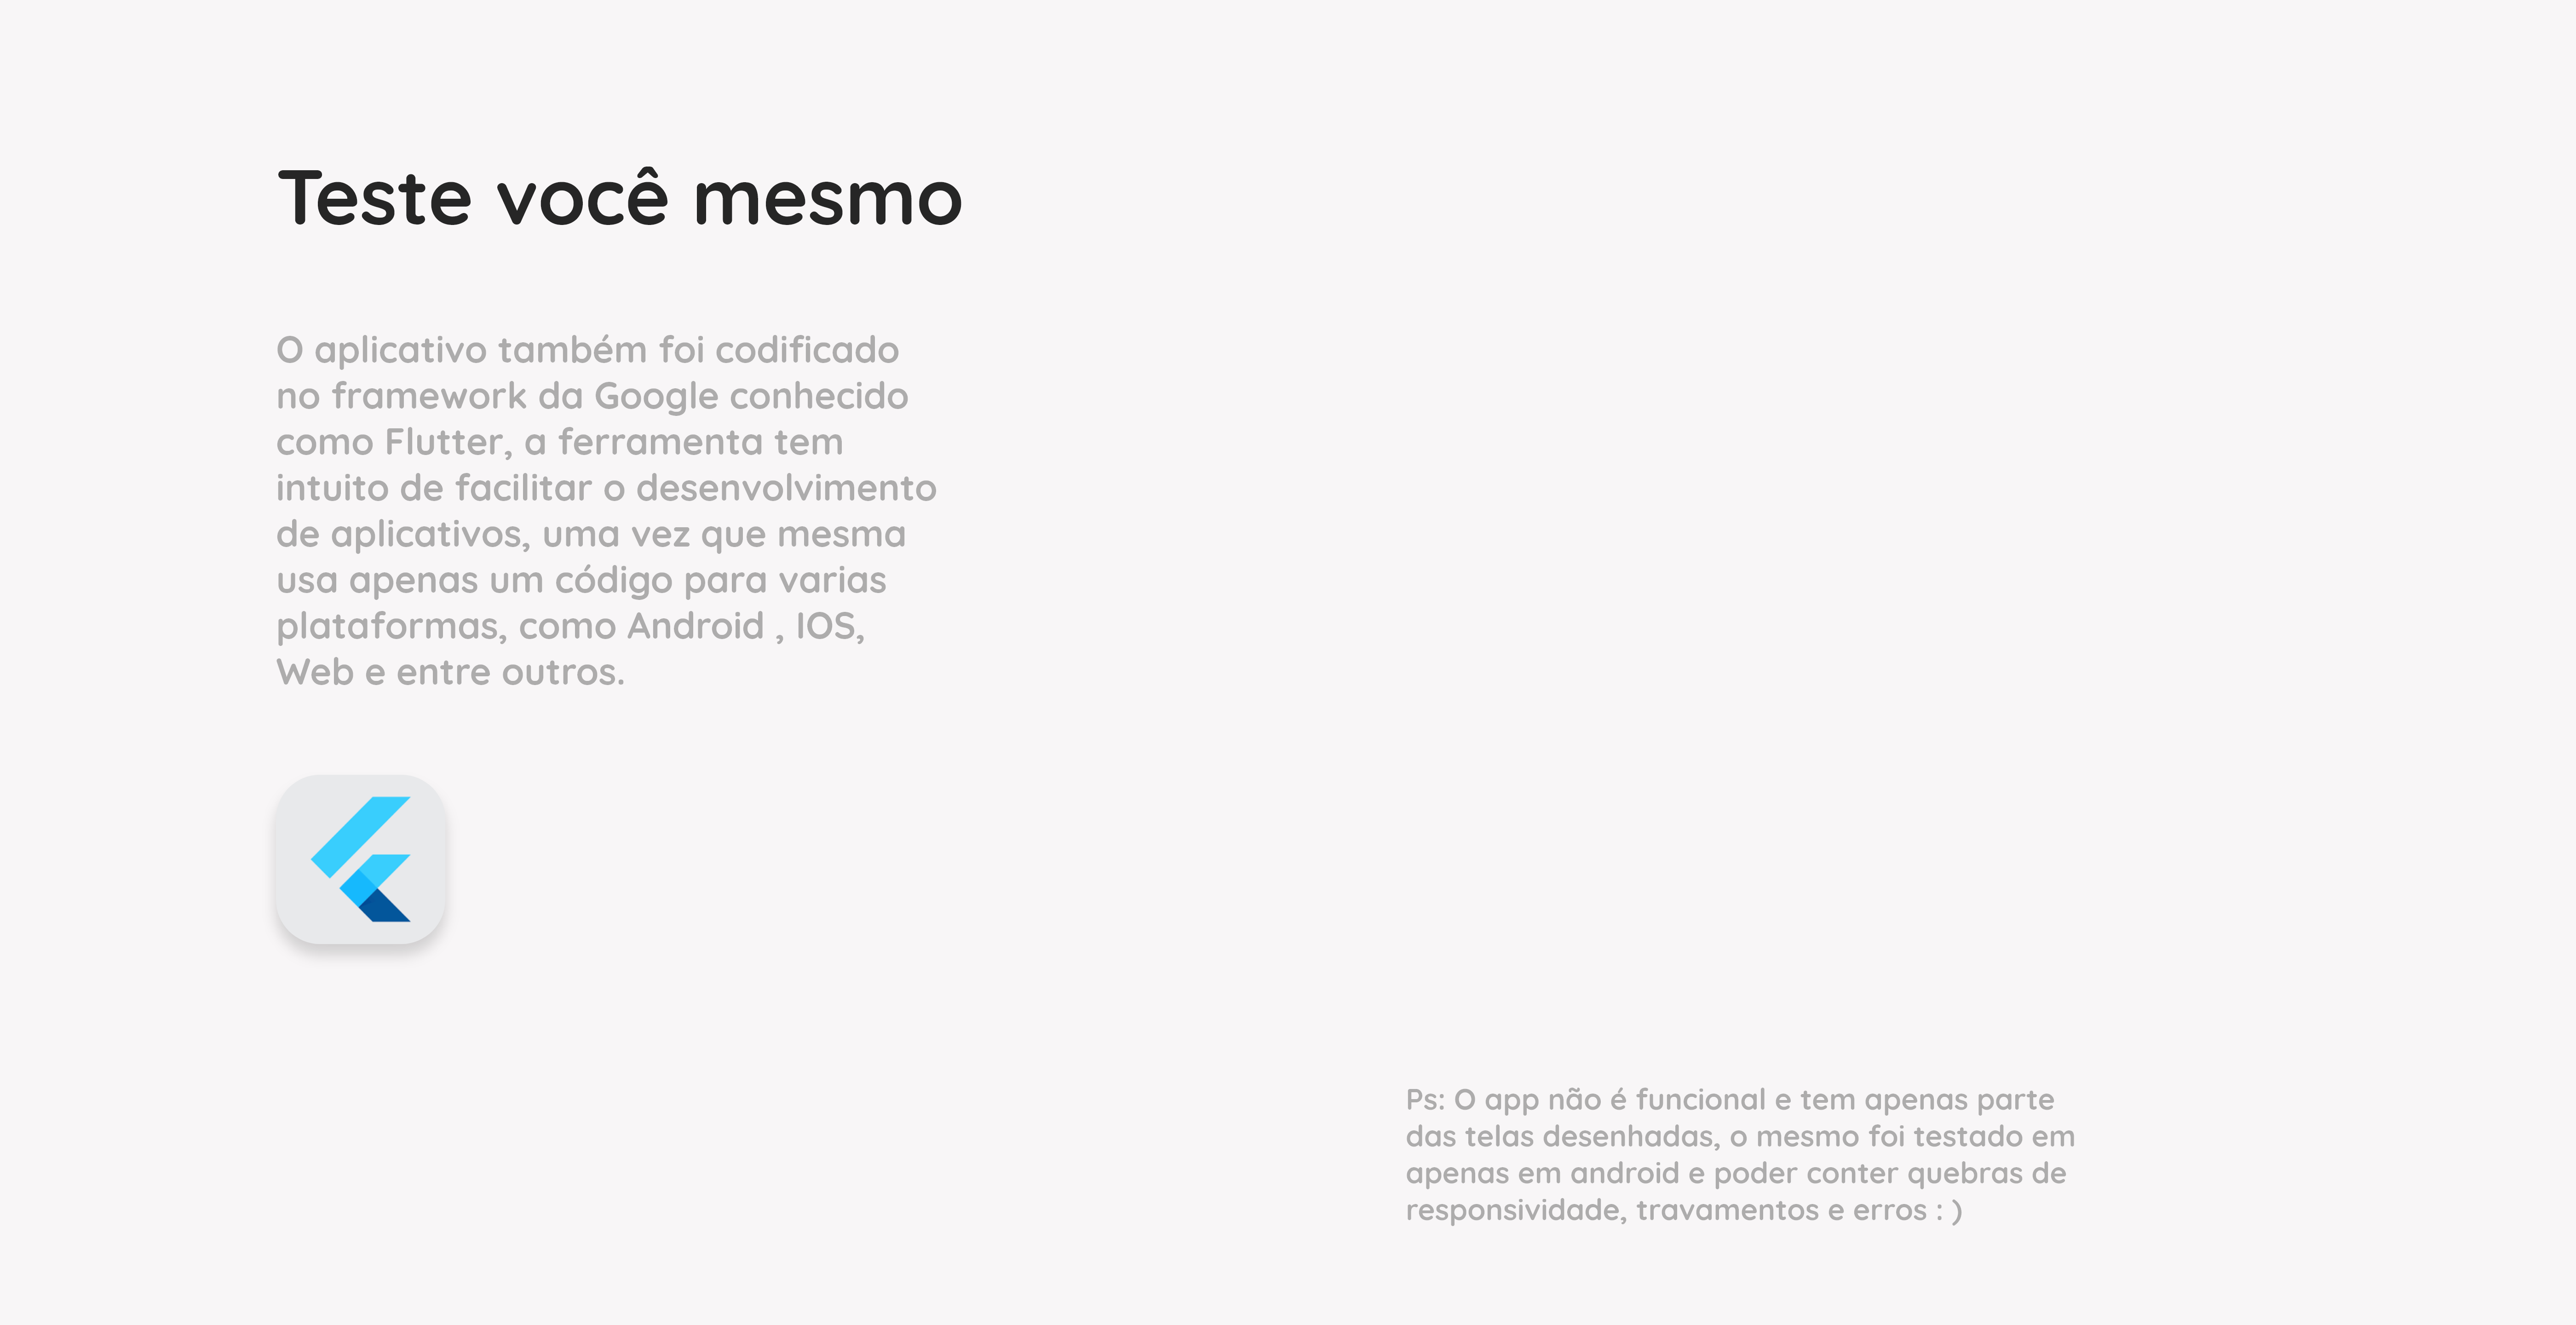 Teste você mesmo
O aplicativo também foi codificado
no framework da Google conhecido
como Flutter, a ferramenta tem
intuito de facilitar o desenvolvimento
de aplicativos, uma vez que mesma
usa apenas um código para varias
plataformas, como Android , IOS,
Web e entre outros.
Ps: O app não é funcional e tem apenas parte
das telas desenhadas, o mesmo foi testado em
apenas em android e poder conter quebras de
responsividade, travamentos e erros : )